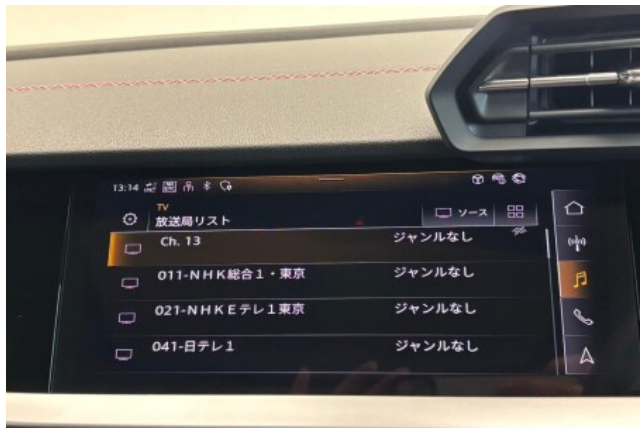 13:14
TV
放送局リスト
ソース
Ch. 13 ジャンルなし
011-NHK総合1・東京 ジャンルなし
021-NHKEテレ1東京 ジャンルなし
041-日テレ1 ジャンルなし